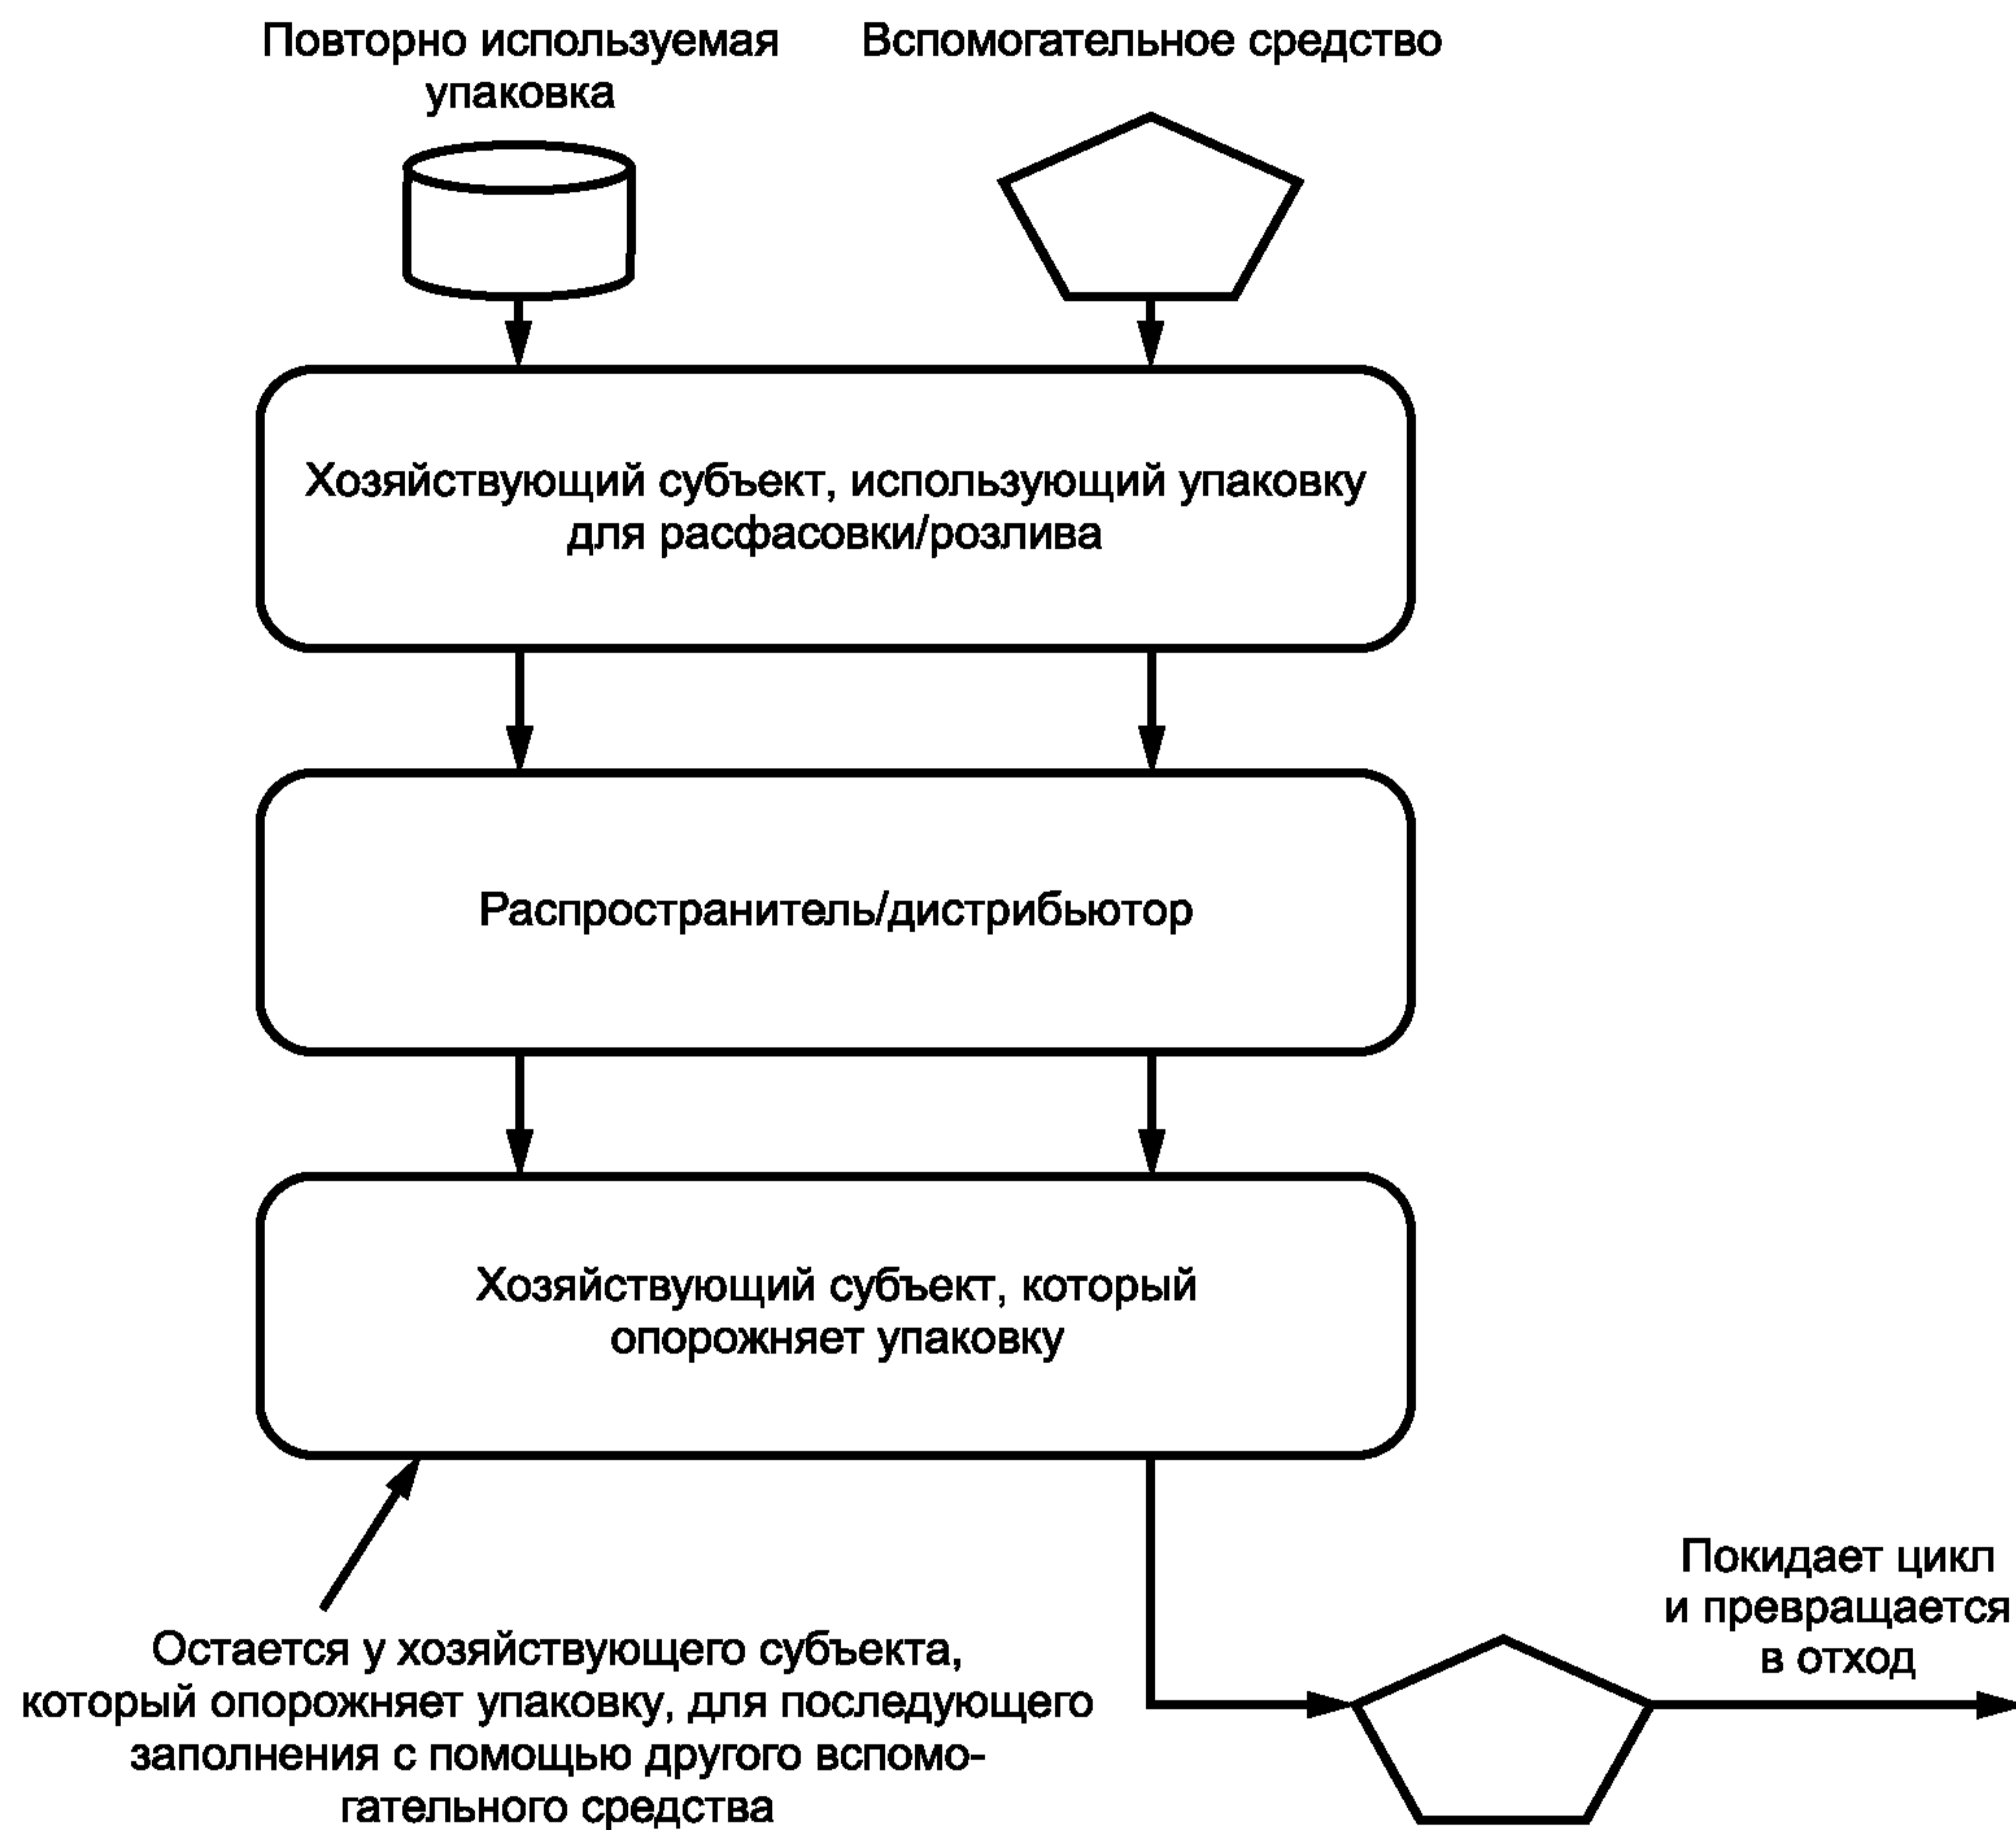 Повторно используемая
упаковка
Вспомогательное средство
Хозяйствующий субъект, использующий упаковку
для расфасовки/розлива
Распространитель/дистрибьютор
Хозяйствующий субъект, который
опорожняет упаковку
Остается у хозяйствующего субъекта,
который опорожняет упаковку, для последующего
заполнения с помощью другого вспомо-
гательного средства
Покидает цикл
и превращается
в отход